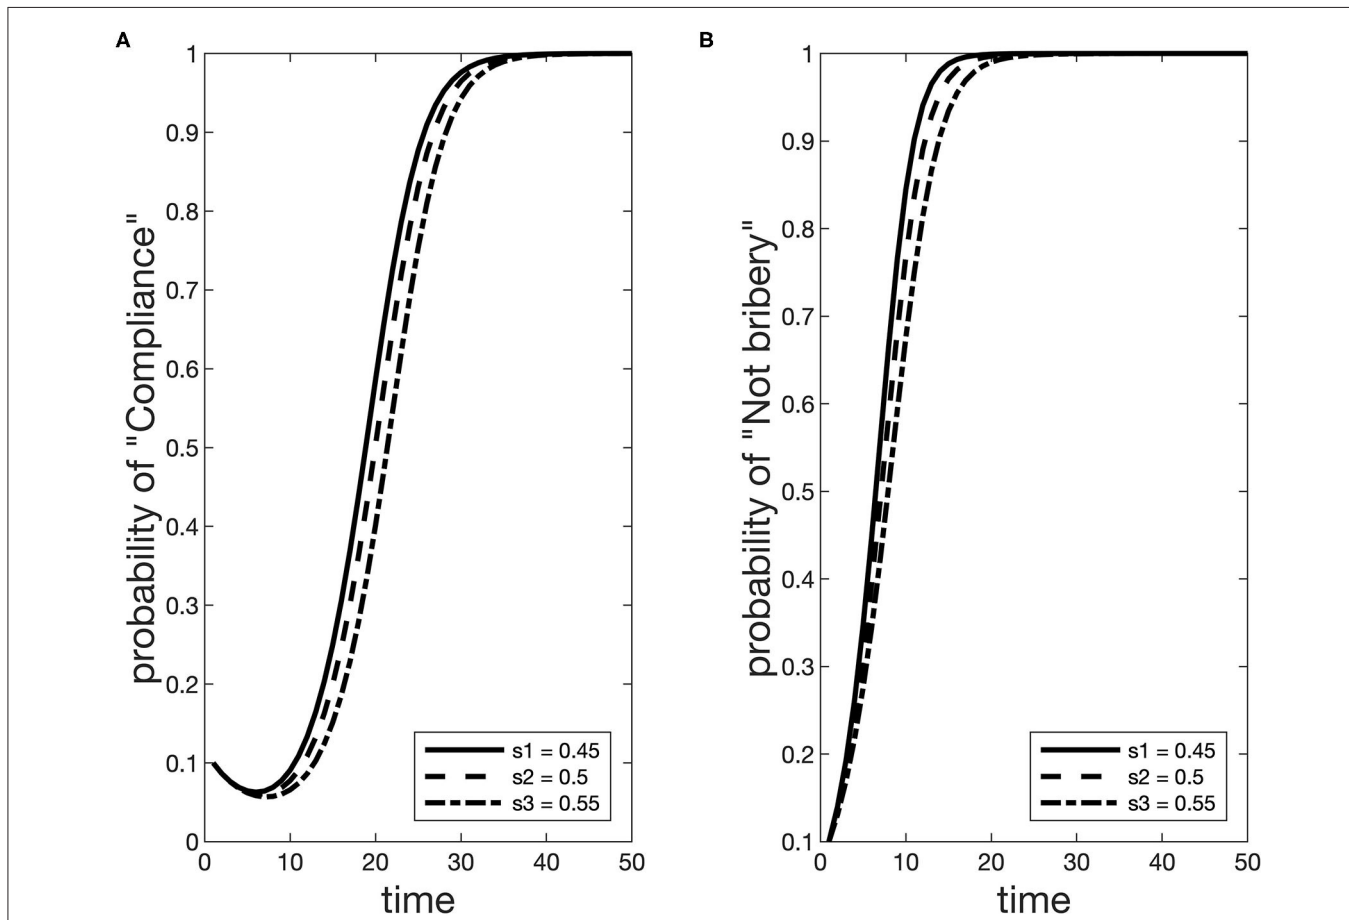 A
probability of "Compliance"
1
0.9
0.8
0.7
0.6
0.5
0.4
0.3
0.2
0.1
0
0 10 20 30 40 50
time
s1 = 0.45
s2 = 0.5
s3 = 0.55
B
probability of "Not bribery"
1
0.9
0.8
0.7
0.6
0.5
0.4
0.3
0.2
0.1
0 10 20 30 40 50
time
s1 = 0.45
s2 = 0.5
s3 = 0.55